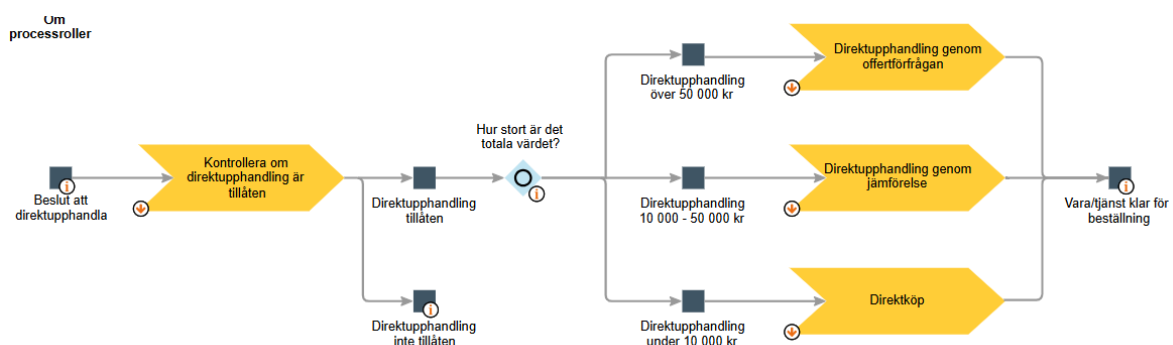 Om
processroller
Beslut att
direktupphandla
Kontrollera om
direktupphandling är
tillåten
Direktupphandling
tillåten
Direktupphandling
inte tillåten
Hur stort är det
totala värdet?
Direktupphandling
över 50 000 kr
Direktupphandling genom
offertförfrågan
Direktupphandling
10 000 - 50 000 kr
Direktupphandling genom
jämförelse
Direktupphandling
under 10 000 kr
Direktköp
Vara/tjänst klar för
beställning